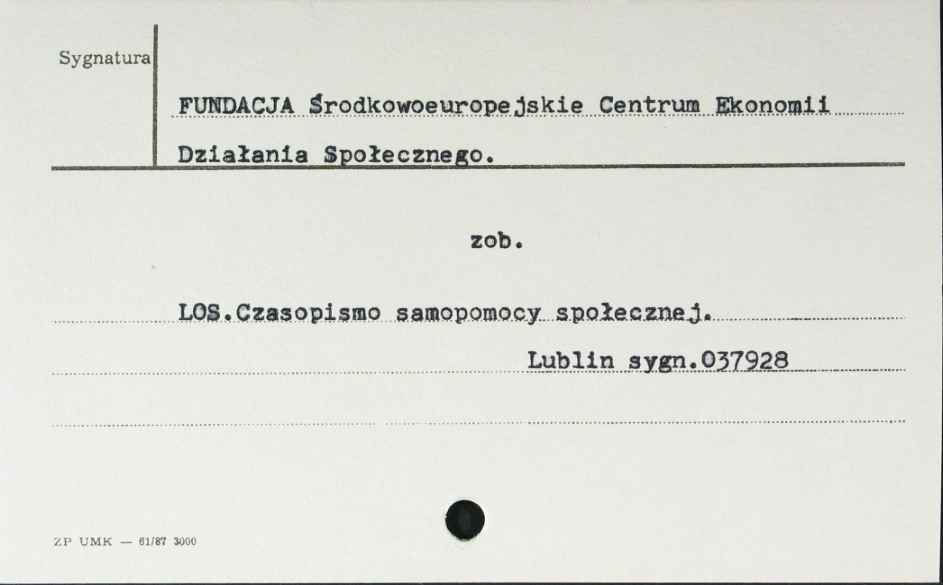 Sygnatura
FUNDACJA Środkowoeuropejskie Centrum Ekonomii
Działania Społecznego.
zob.
LOS.Czasopismo samopomocy społecznej.
Lublin sygn.037928
ZP UMK — 61/87 3000